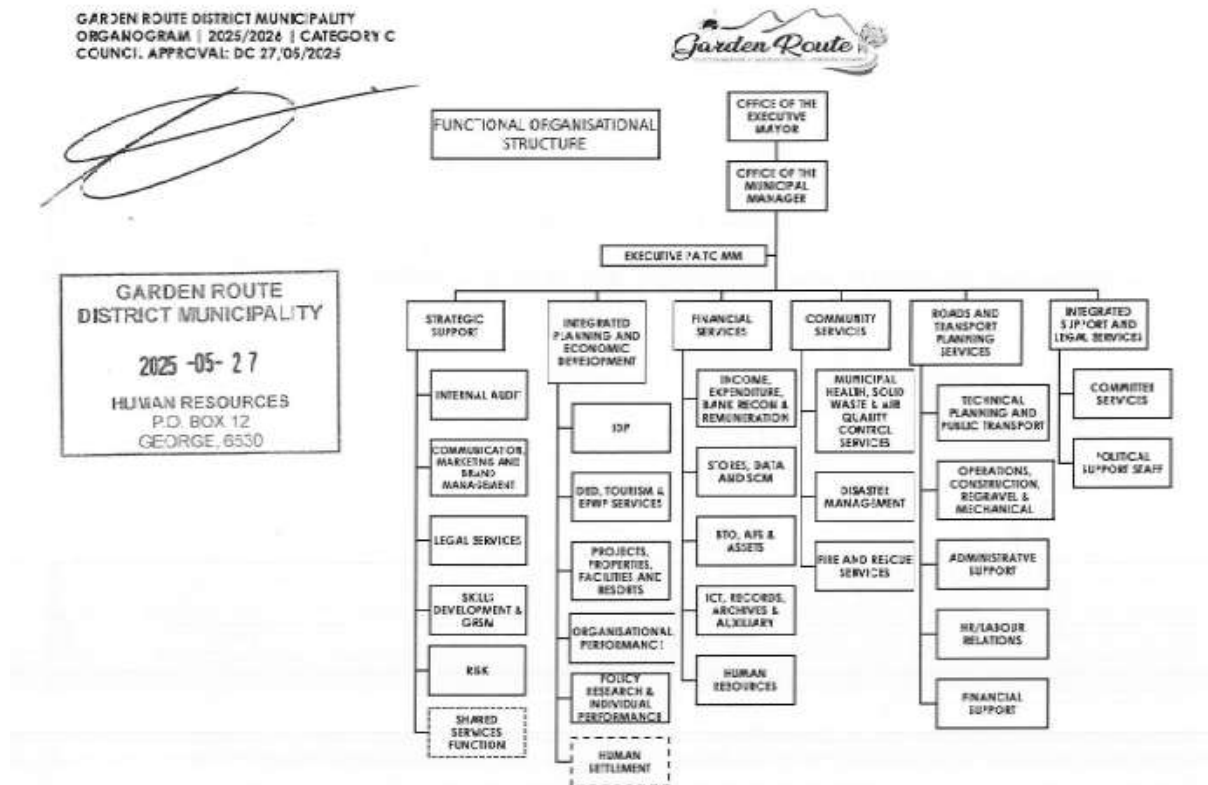 GARDEN ROUTE DISTRICT MUNICIPALITY
ORGANOGRAM | 2025/2026 | CATEGORY C
COUNCIL APPROVAL: DC 27/05/2025
Garden Route
FUNCTIONAL ORGANISATIONAL
STRUCTURE
OFFICE OF THE
EXECUTIVE
MAYOR
OFFICE OF THE
MUNICIPAL
MANAGER
EXECUTIVE PA TO MM
GARDEN ROUTE
DISTRICT MUNICIPALITY
2025 -05- 27
HUMAN RESOURCES
P.O. BOX 12
GEORGE, 6530
STRATEGIC
SUPPORT
INTERNAL AUDIT
COMMUNICATION,
MARKETING AND
BRAND
MANAGEMENT
LEGAL SERVICES
SKILLS
DEVELOPMENT &
GRSM
RISK
SHARED
SERVICES
FUNCTION
INTEGRATED
PLANNING AND
ECONOMIC
DEVELOPMENT
IDP
DED, TOURISM &
EPWP SERVICES
PROJECTS,
PROPERTIES,
FACILITIES AND
RESORTS
ORGANISATIONAL
PERFORMANCE
POLICY
RESEARCH &
INDIVIDUAL
PERFORMANCE
HUMAN
SETTLEMENT
FINANCIAL
SERVICES
INCOME,
EXPENDITURE,
BANK RECON &
REMUNERATION
STORES, DATA
AND SCM
BTO, AFS &
ASSETS
ICT, RECORDS,
ARCHIVES &
AUXILIARY
HUMAN
RESOURCES
COMMUNITY
SERVICES
MUNICIPAL
HEALTH, SOLID
WASTE & AIR
QUALITY
CONTROL
SERVICES
DISASTER
MANAGEMENT
FIRE AND RESCUE
SERVICES
ROADS AND
TRANSPORT
PLANNING
SERVICES
TECHNICAL
PLANNING AND
PUBLIC TRANSPORT
OPERATIONS,
CONSTRUCTION,
REGRAVEL &
MECHANICAL
ADMINISTRATIVE
SUPPORT
HR/LABOUR
RELATIONS
FINANCIAL
SUPPORT
INTEGRATED
SUPPORT AND
LEGAL SERVICES
COMMITTEE
SERVICES
POLITICAL
SUPPORT STAFF